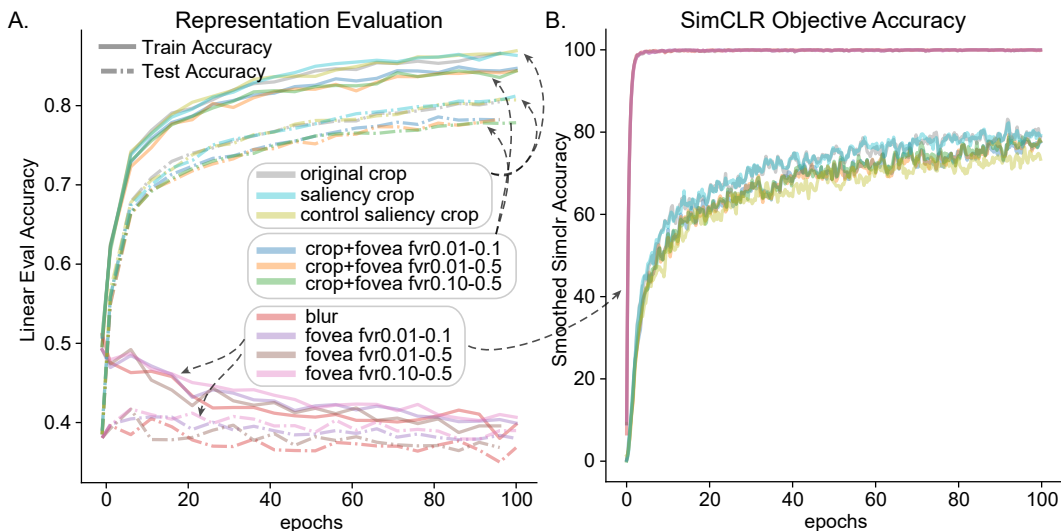 A.
Representation Evaluation
Train Accuracy
Test Accuracy
Linear Eval Accuracy
0.8
0.7
0.6
0.5
0.4
original crop
saliency crop
control saliency crop
crop+fovea fvr0.01-0.1
crop+fovea fvr0.01-0.5
crop+fovea fvr0.10-0.5
blur
fovea fvr0.01-0.1
fovea fvr0.01-0.5
fovea fvr0.10-0.5
0 20 40 60 80 100
epochs
B.
SimCLR Objective Accuracy
Smoothed Simclr Accuracy
100
80
60
40
20
0
0 20 40 60 80 100
epochs